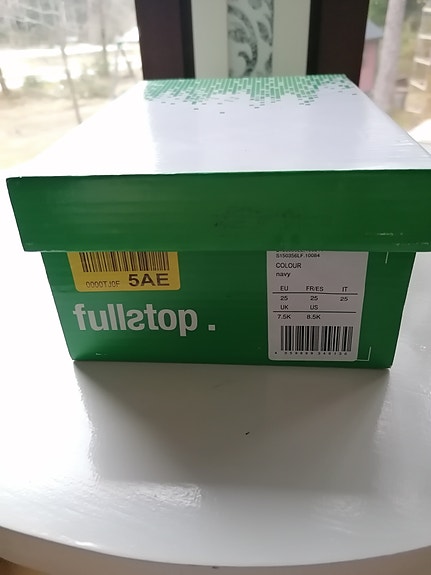 0000TJ0F 5AE
fullstop.
S150356LF.10084
COLOUR
navy
EU FR/ES IT
25 25 25
UK US
7.5K 8.5K